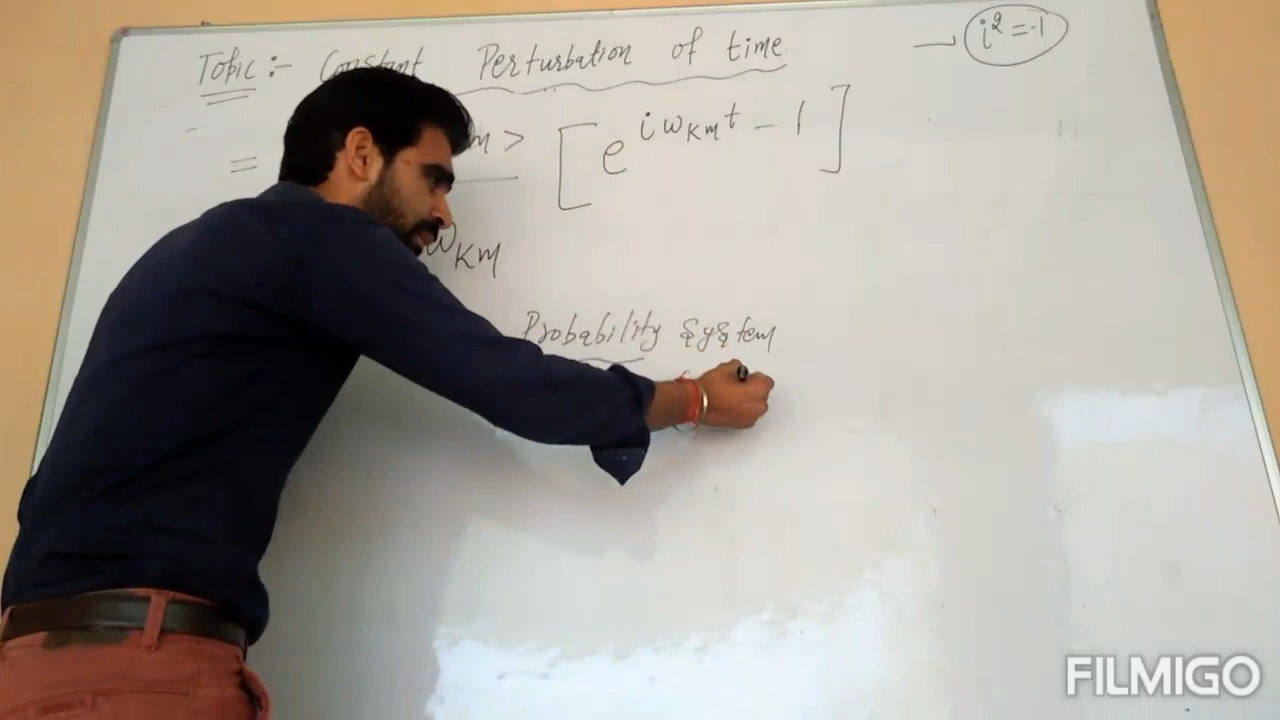 Topic :- Constant Perturbation of time
→ i² = -1
= m > [ e^{iω_{Km}t} - 1 ]
ω_{Km}
Probability System
FILMIGO